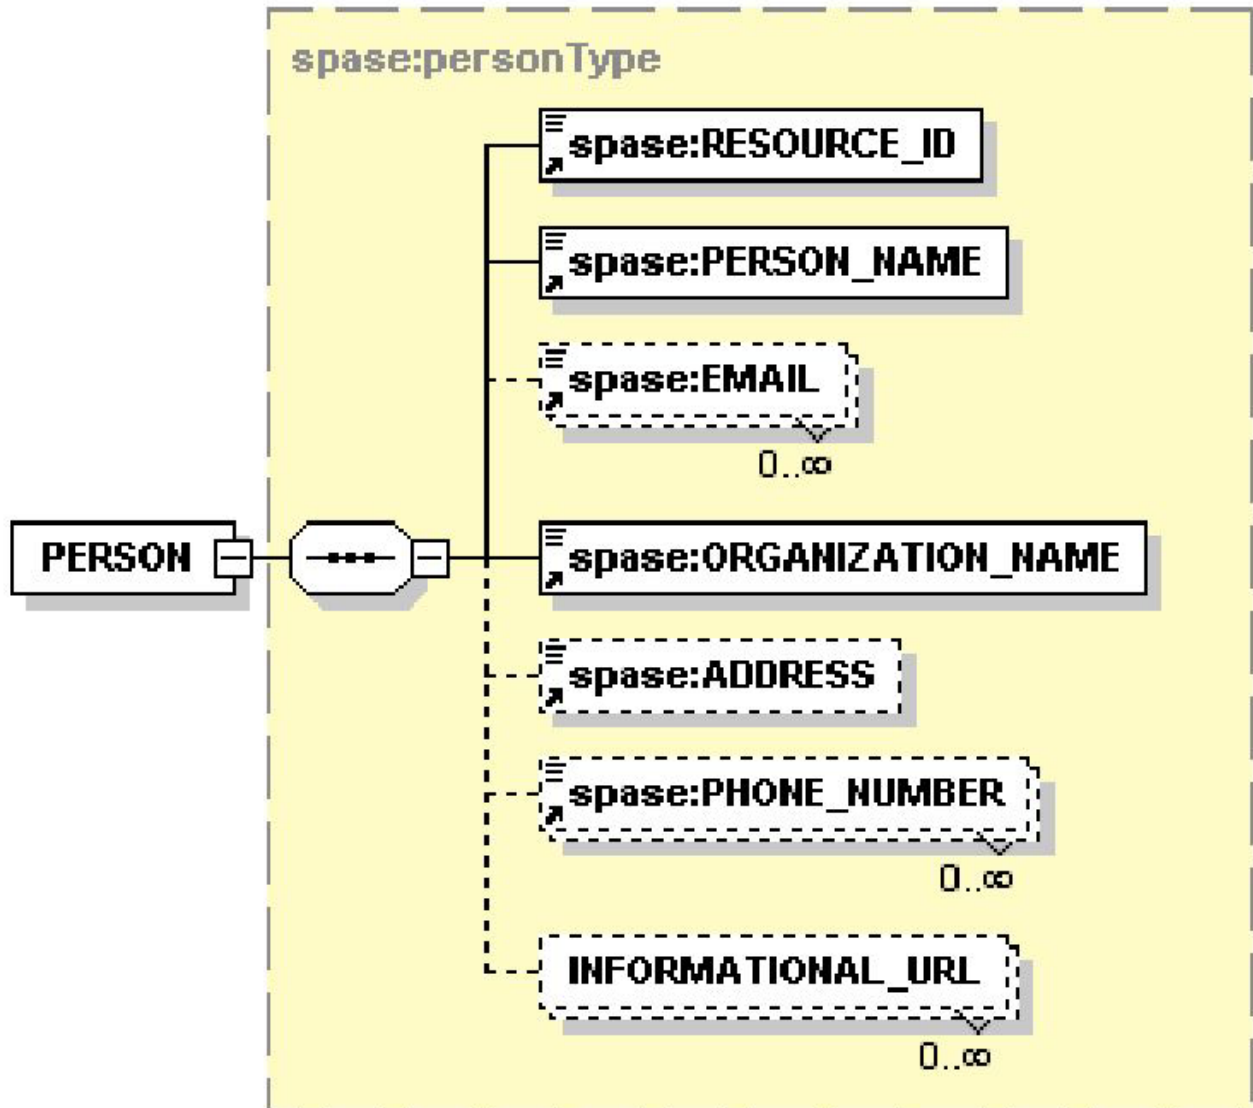 spase:personType
spase:RESOURCE_ID
spase:PERSON_NAME
spase:EMAIL
0..∞
PERSON
spase:ORGANIZATION_NAME
spase:ADDRESS
spase:PHONE_NUMBER
0..∞
INFORMATIONAL_URL
0..∞